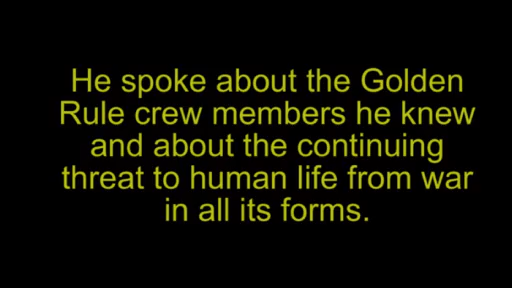 He spoke about the Golden
Rule crew members he knew
and about the continuing
threat to human life from war
in all its forms.